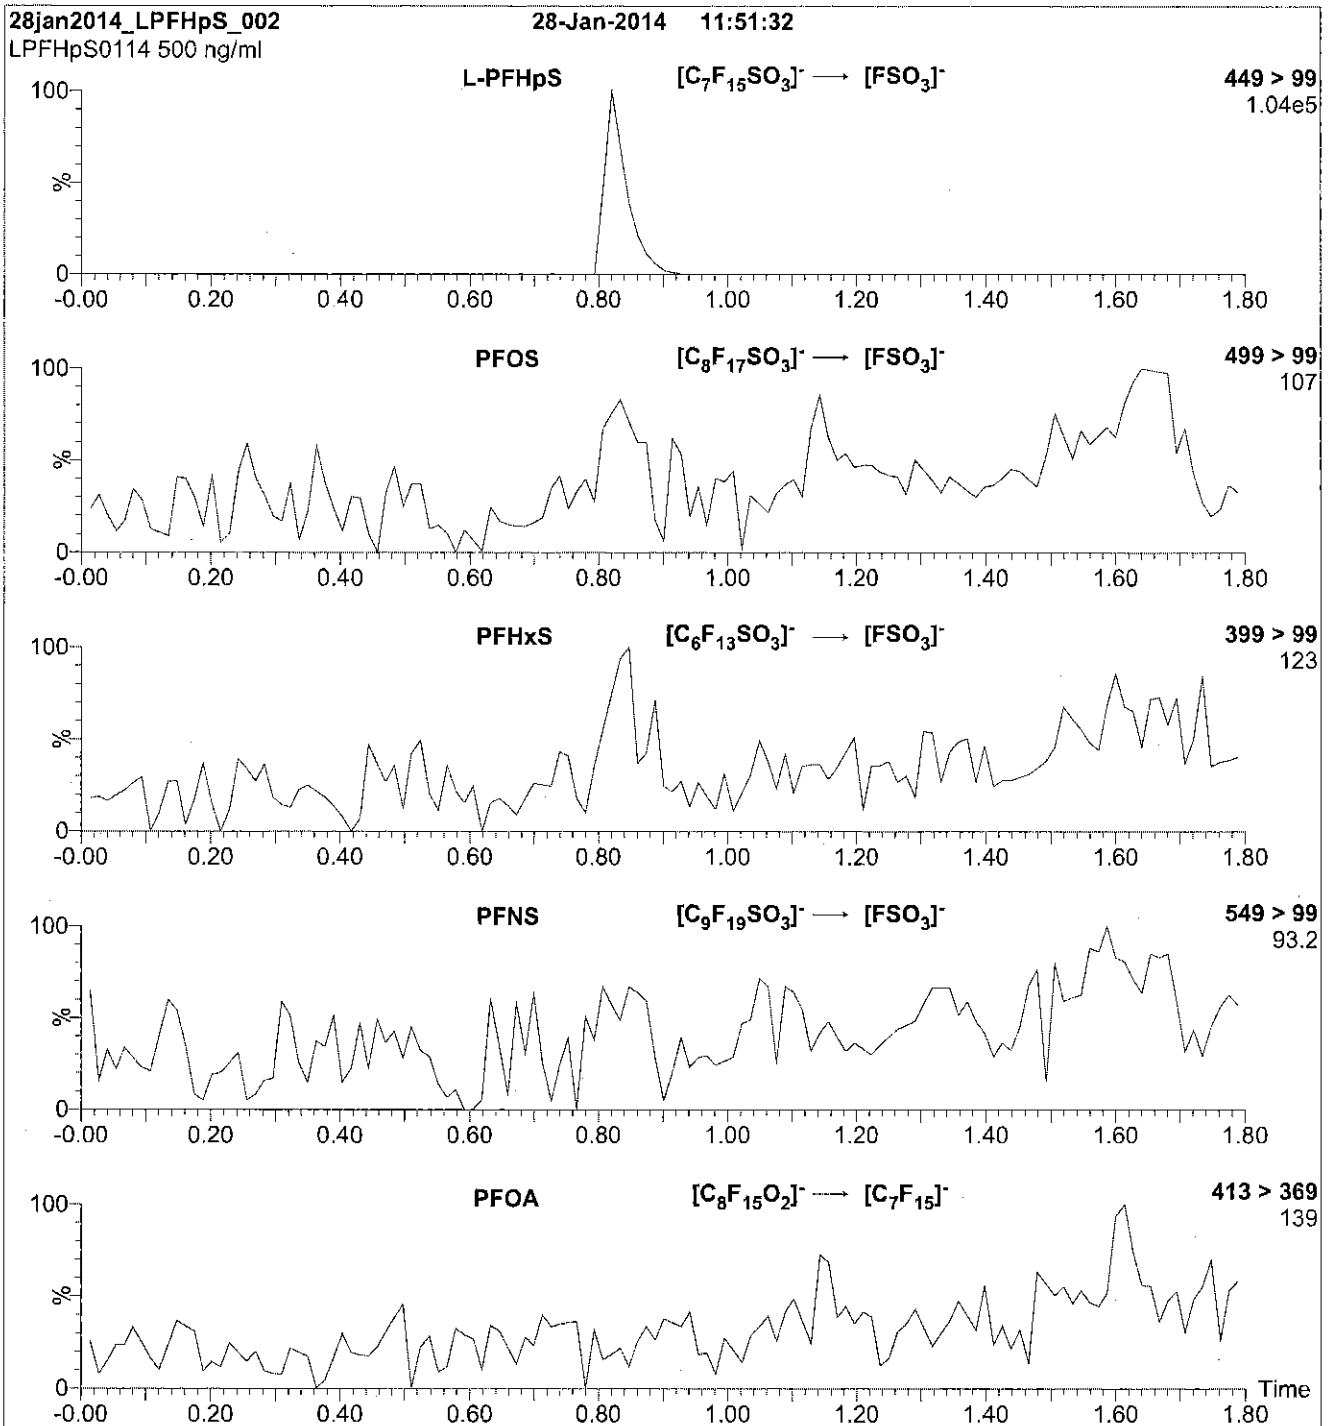 28jan2014_LPFHpS_002 28-Jan-2014 11:51:32
LPFHpS0114 500 ng/ml
L-PFHpS [C₇F₁₅SO₃]⁻ → [FSO₃]⁻ 449 > 99
1.04e5
100
%
0
-0.00 0.20 0.40 0.60 0.80 1.00 1.20 1.40 1.60 1.80
PFOS [C₈F₁₇SO₃]⁻ → [FSO₃]⁻ 499 > 99
107
100
%
0
-0.00 0.20 0.40 0.60 0.80 1.00 1.20 1.40 1.60 1.80
PFHxS [C₆F₁₃SO₃]⁻ → [FSO₃]⁻ 399 > 99
123
100
%
0
-0.00 0.20 0.40 0.60 0.80 1.00 1.20 1.40 1.60 1.80
PFNS [C₉F₁₉SO₃]⁻ → [FSO₃]⁻ 549 > 99
93.2
100
%
0
-0.00 0.20 0.40 0.60 0.80 1.00 1.20 1.40 1.60 1.80
PFOA [C₈F₁₅O₂]⁻ → [C₇F₁₅]⁻ 413 > 369
139
100
%
0
Time
-0.00 0.20 0.40 0.60 0.80 1.00 1.20 1.40 1.60 1.80